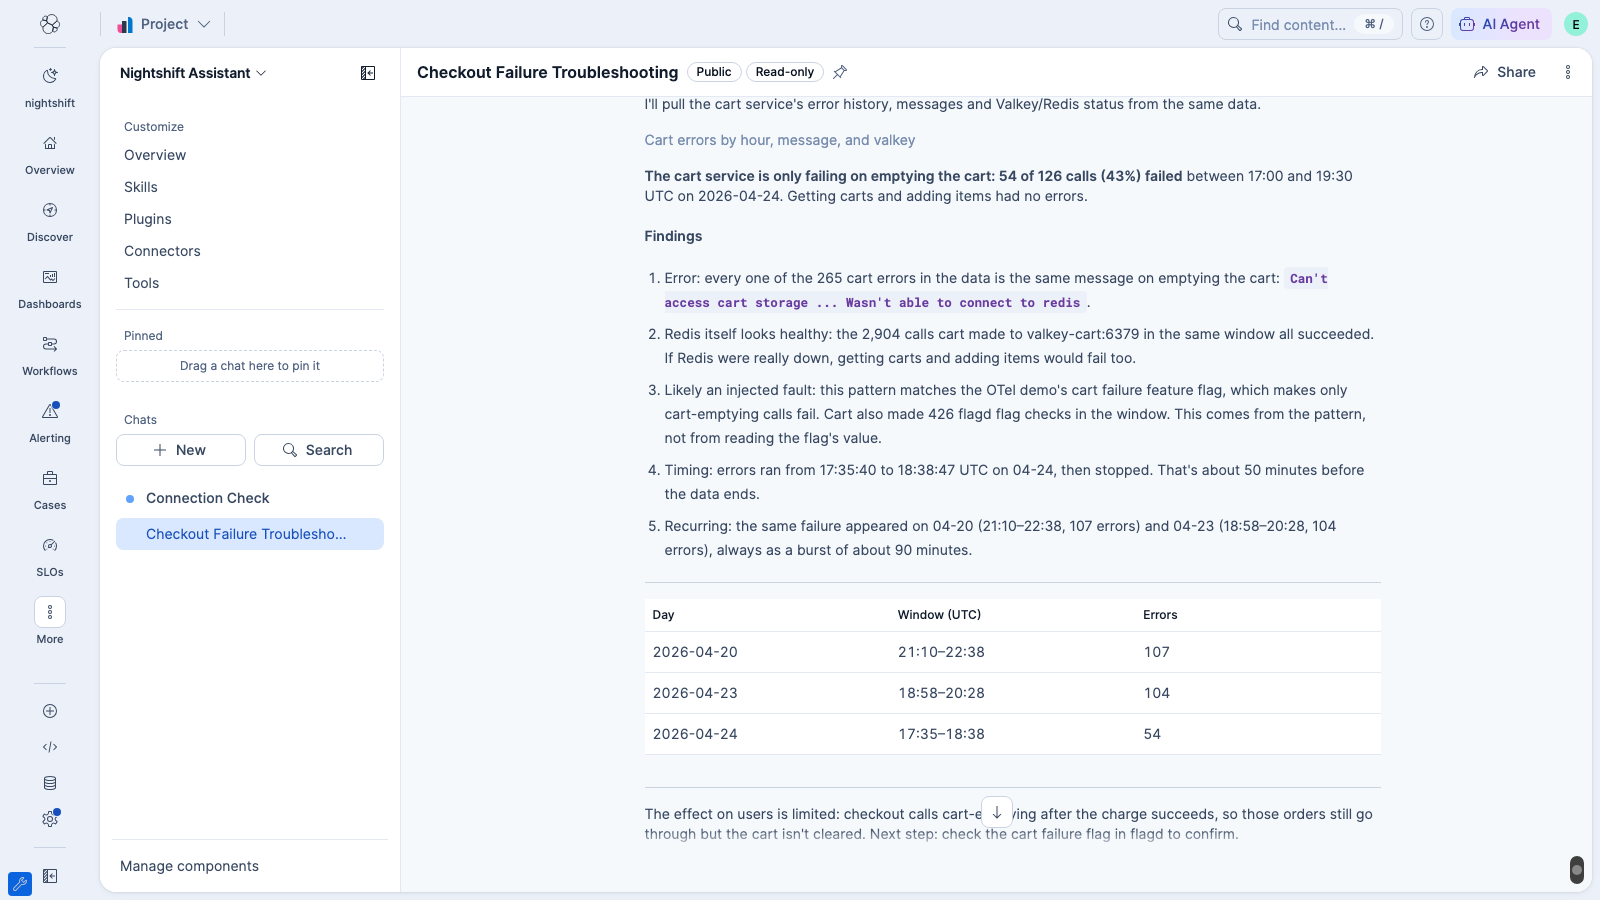 Project
Find content...
⌘ /
AI Agent
E
nightshift
Overview
Discover
Dashboards
Workflows
Alerting
Cases
SLOs
More
Nightshift Assistant
Customize
Overview
Skills
Plugins
Connectors
Tools
Pinned
Drag a chat here to pin it
Chats
New
Search
Connection Check
Checkout Failure Troublesho...
Manage components
Checkout Failure Troubleshooting
Public
Read-only
Share
I'll pull the cart service's error history, messages and Valkey/Redis status from the same data.
Cart errors by hour, message, and valkey
The cart service is only failing on emptying the cart: 54 of 126 calls (43%) failed between 17:00 and 19:30
UTC on 2026-04-24. Getting carts and adding items had no errors.
Findings
1. Error: every one of the 265 cart errors in the data is the same message on emptying the cart: Can't
access cart storage ... Wasn't able to connect to redis .
2. Redis itself looks healthy: the 2,904 calls cart made to valkey-cart:6379 in the same window all succeeded.
If Redis were really down, getting carts and adding items would fail too.
3. Likely an injected fault: this pattern matches the OTel demo's cart failure feature flag, which makes only
cart-emptying calls fail. Cart also made 426 flagd flag checks in the window. This comes from the pattern,
not from reading the flag's value.
4. Timing: errors ran from 17:35:40 to 18:38:47 UTC on 04-24, then stopped. That's about 50 minutes before
the data ends.
5. Recurring: the same failure appeared on 04-20 (21:10–22:38, 107 errors) and 04-23 (18:58–20:28, 104
errors), always as a burst of about 90 minutes.
Day Window (UTC) Errors
2026-04-20 21:10–22:38 107
2026-04-23 18:58–20:28 104
2026-04-24 17:35–18:38 54
The effect on users is limited: checkout calls cart-e ying after the charge succeeds, so those orders still go
through but the cart isn't cleared. Next step: check the cart failure flag in flagd to confirm.